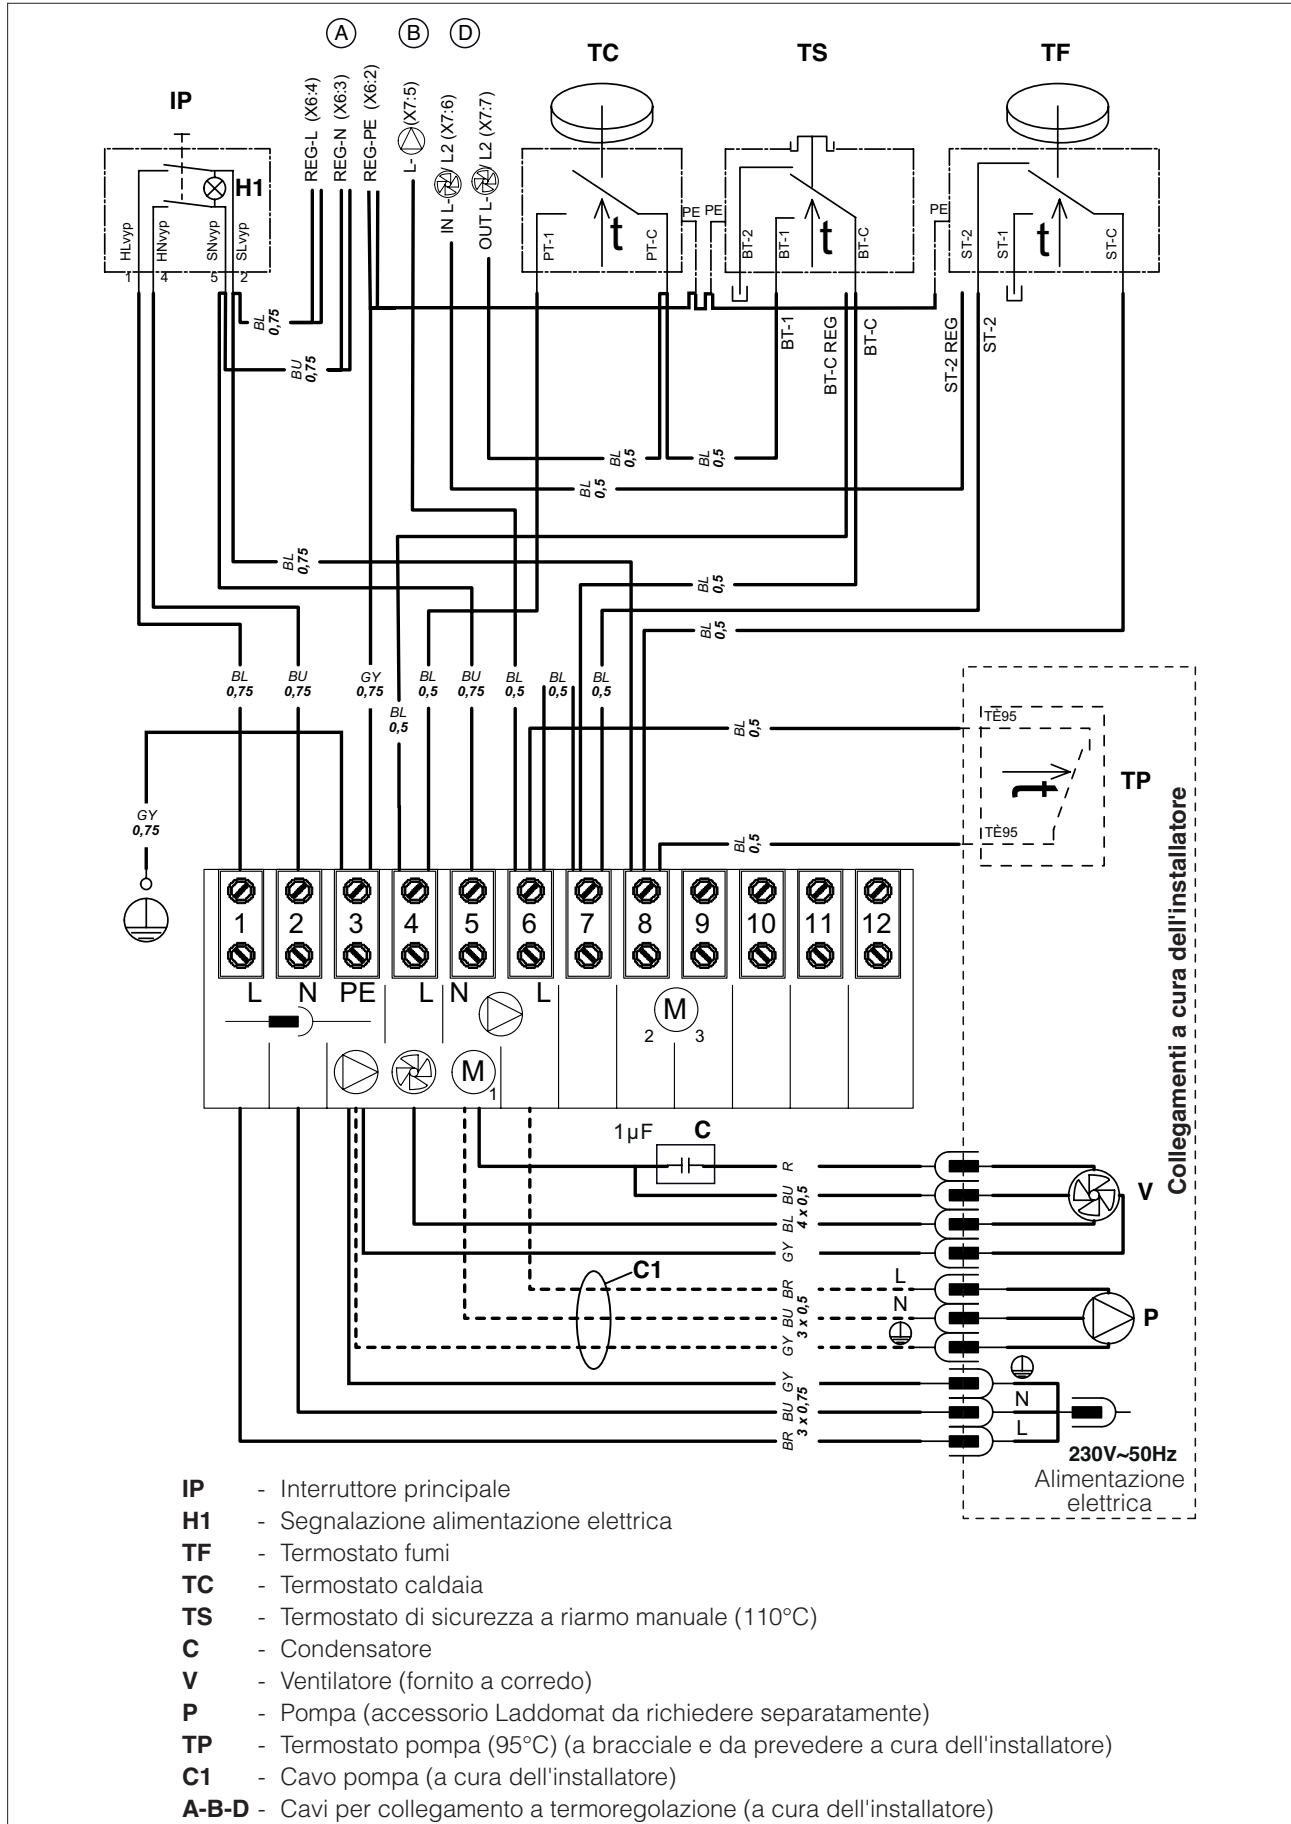 A B D
TC TS TF
IP
REG-L (X6:4)
REG-N (X6:3)
REG-PE (X6:2)
L- (X7:5)
IN L- / L2 (X7:6)
OUT L- / L2 (X7:7)
H1
HLvyp
HNvyp
SNvyp
SLvyp
1 4 5 2
PT-1
t
PT-C
PE PE
BT-2
BT-1
t
BT-C
PE
ST-2
ST-1
t
ST-C
BL 0,75
BU 0,75
BT-1
BT-C REG
BT-C
ST-2 REG
ST-2
BL 0,5
BL 0,5
BL 0,5
BL 0,75
BL 0,5
BL 0,5
BL 0,75
BU 0,75
GY 0,75
BL 0,5
BL 0,5
BU 0,75
BL 0,5
BL 0,5
BL 0,5
BL 0,5
TÈ95
t
TP
TÈ95
BL 0,5
GY 0,75
Collegamenti a cura dell'installatore
1 2 3 4 5 6 7 8 9 10 11 12
L N PE L N L
M
2 3
M
1
1µF C
R
BU
BL
4 x 0,5
GY
V
C1
BR
BU
3 x 0,5
GY
L
N
P
GY
BU
3 x 0,75
BR
N
L
230V~50Hz
Alimentazione
elettrica
IP - Interruttore principale
H1 - Segnalazione alimentazione elettrica
TF - Termostato fumi
TC - Termostato caldaia
TS - Termostato di sicurezza a riarmo manuale (110°C)
C - Condensatore
V - Ventilatore (fornito a corredo)
P - Pompa (accessorio Laddomat da richiedere separatamente)
TP - Termostato pompa (95°C) (a bracciale e da prevedere a cura dell'installatore)
C1 - Cavo pompa (a cura dell'installatore)
A-B-D - Cavi per collegamento a termoregolazione (a cura dell'installatore)